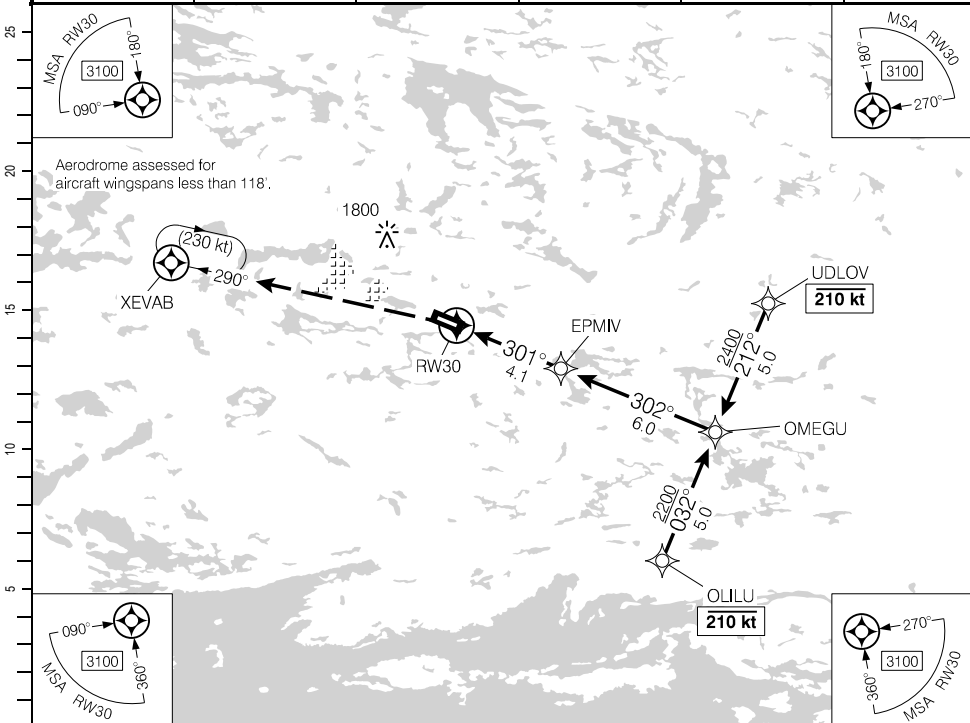 25
20
15
10
5
MSA RW30
180°
3100
090°
MSA RW30
180°
3100
270°
Aerodrome assessed for
aircraft wingspans less than 118'.
1800
(230 kt)
290°
XEVAB
UDLOV
210 kt
EPMIV
2400
212°
5.0
RW30
301°
4.1
302°
6.0
OMEGU
2200
032°
5.0
OLILU
210 kt
090°
3100
360°
MSA RW30
270°
3100
360°
MSA RW30